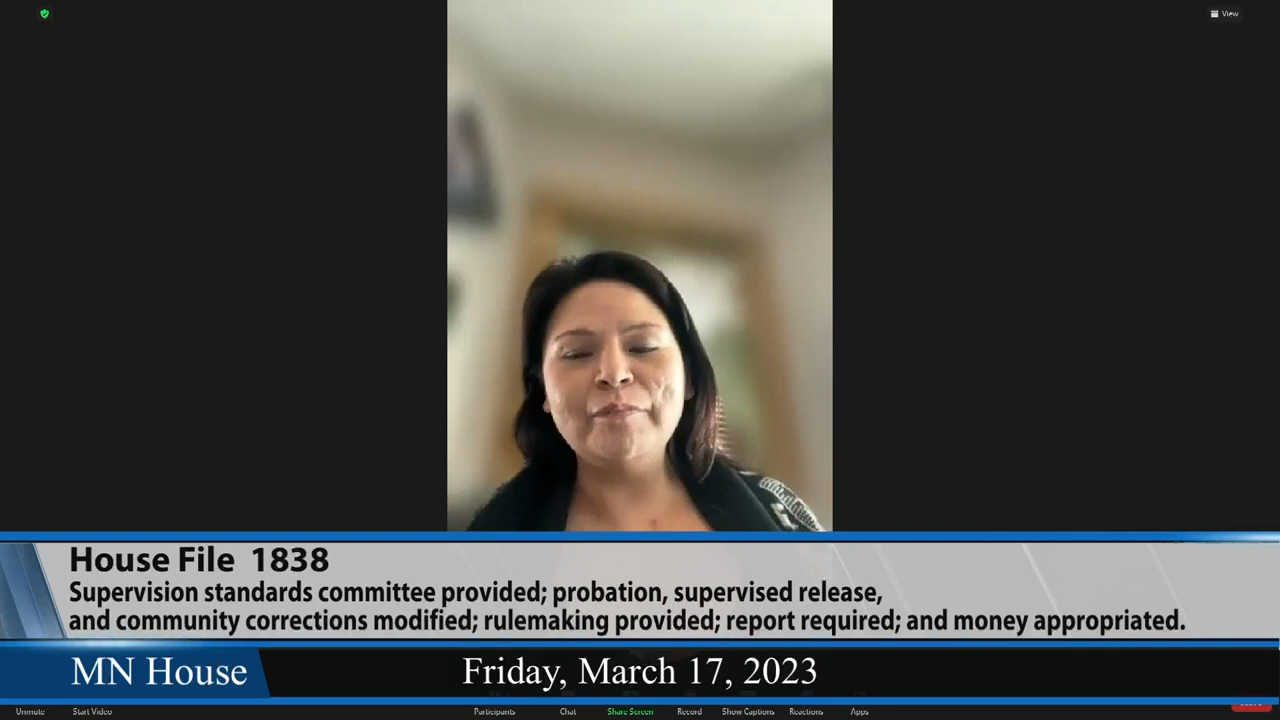 View
House File 1838
Supervision standards committee provided; probation, supervised release,
and community corrections modified; rulemaking provided; report required; and money appropriated.
MN House
Friday, March 17, 2023
Unmute
Start Video
Participants
Chat
Share Screen
Record
Show Captions
Reactions
Apps